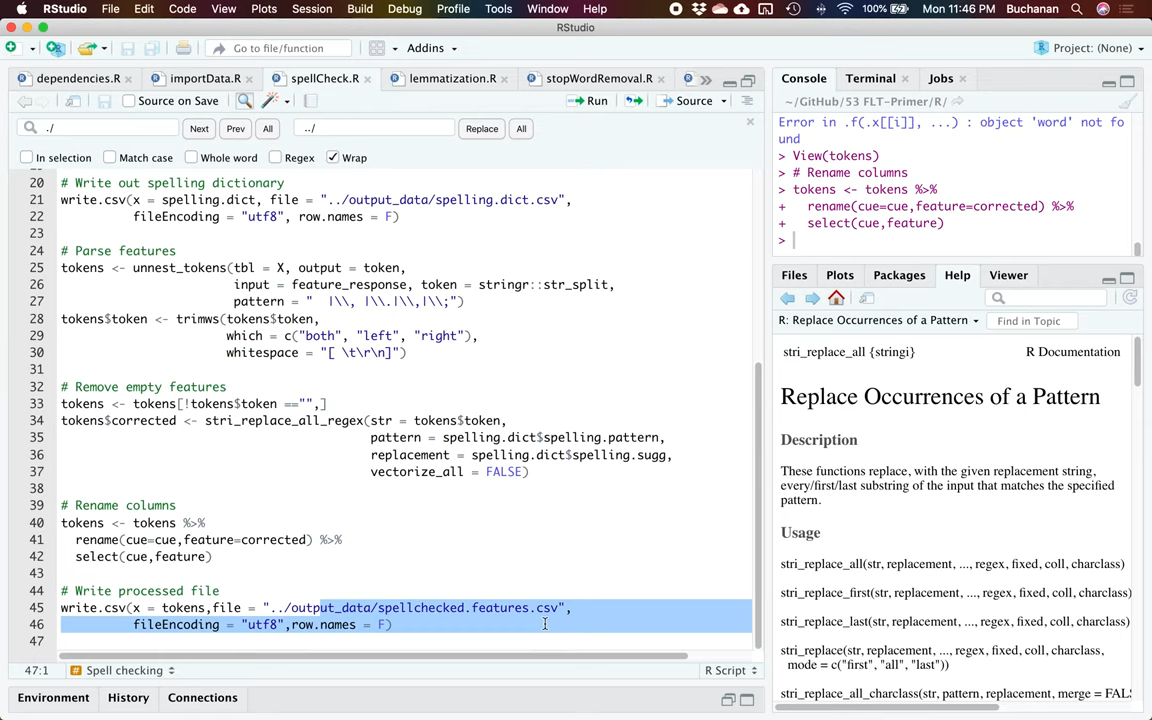 RStudio File Edit Code View Plots Session Build Debug Profile Tools Window Help 100% Mon 11:46 PM Buchanan
RStudio
Go to file/function Addins Project: (None)
dependencies.R importData.R spellCheck.R lemmatization.R stopWordRemoval.R
Source on Save Run Source
./ Next Prev All ../ Replace All
In selection Match case Whole word Regex Wrap
20 # Write out spelling dictionary
21 write.csv(x = spelling.dict, file = "../output_data/spelling.dict.csv",
22 fileEncoding = "utf8", row.names = F)
23
24 # Parse features
25 tokens <- unnest_tokens(tbl = X, output = token,
26 input = feature_response, token = stringr::str_split,
27 pattern = " |\\, |\\.|\\,|\\;")
28 tokens$token <- trimws(tokens$token,
29 which = c("both", "left", "right"),
30 whitespace = "[ \t\r\n]")
31
32 # Remove empty features
33 tokens <- tokens[!tokens$token =="",]
34 tokens$corrected <- stri_replace_all_regex(str = tokens$token,
35 pattern = spelling.dict$spelling.pattern,
36 replacement = spelling.dict$spelling.sugg,
37 vectorize_all = FALSE)
38
39 # Rename columns
40 tokens <- tokens %>%
41 rename(cue=cue,feature=corrected) %>%
42 select(cue,feature)
43
44 # Write processed file
45 write.csv(x = tokens,file = "../output_data/spellchecked.features.csv",
46 fileEncoding = "utf8",row.names = F)
47
47:1 # Spell checking R Script
Environment History Connections
Console Terminal Jobs
~/GitHub/53 FLT-Primer/R/
Error in .f(.x[[i]], ...) : object 'word' not fo
und
> View(tokens)
> # Rename columns
> tokens <- tokens %>%
+ rename(cue=cue,feature=corrected) %>%
+ select(cue,feature)
>
Files Plots Packages Help Viewer
R: Replace Occurrences of a Pattern Find in Topic
stri_replace_all {stringi} R Documentation
Replace Occurrences of a Pattern
Description
These functions replace, with the given replacement string,
every/first/last substring of the input that matches the specified
pattern.
Usage
stri_replace_all(str, replacement, ..., regex, fixed, coll, charclass)
stri_replace_first(str, replacement, ..., regex, fixed, coll, charclass)
stri_replace_last(str, replacement, ..., regex, fixed, coll, charclass)
stri_replace(str, replacement, ..., regex, fixed, coll, charclass,
mode = c("first", "all", "last"))
stri_replace_all_charclass(str, pattern, replacement, merge = FAL